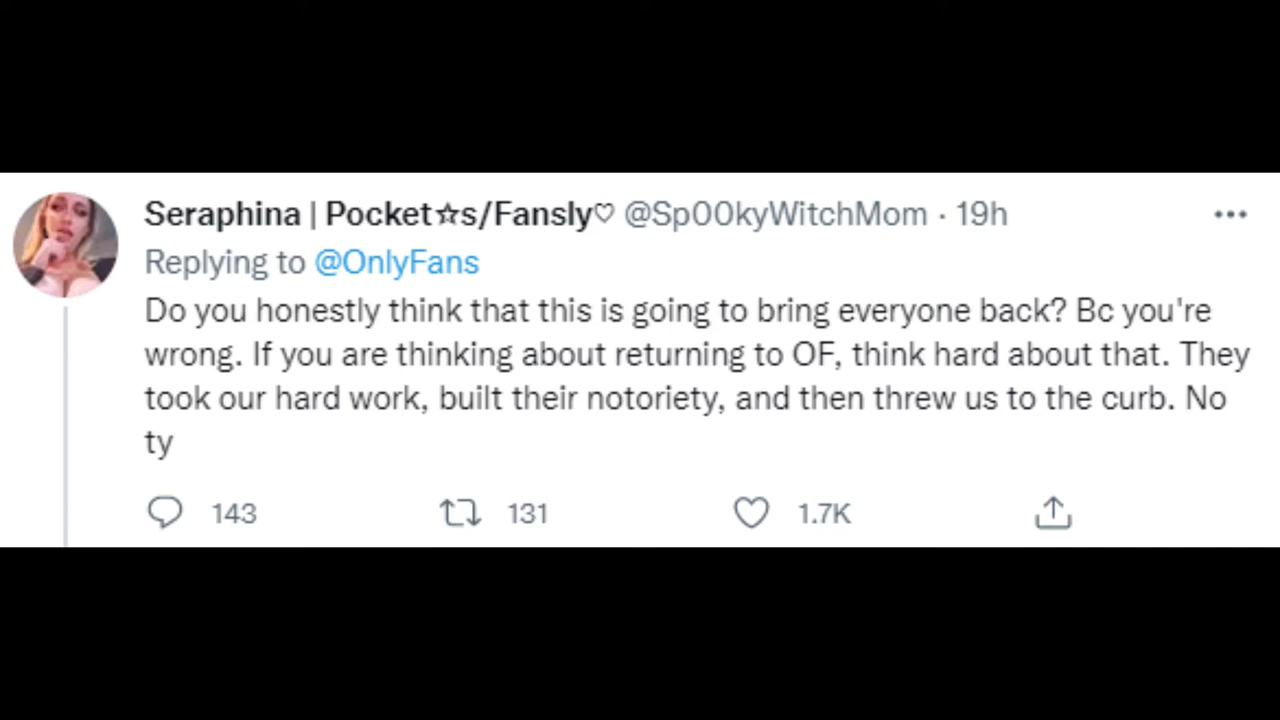 Seraphina | Pocket☆s/Fansly♡ @Sp00kyWitchMom · 19h
Replying to @OnlyFans
Do you honestly think that this is going to bring everyone back? Bc you're
wrong. If you are thinking about returning to OF, think hard about that. They
took our hard work, built their notoriety, and then threw us to the curb. No
ty
143 131 1.7K